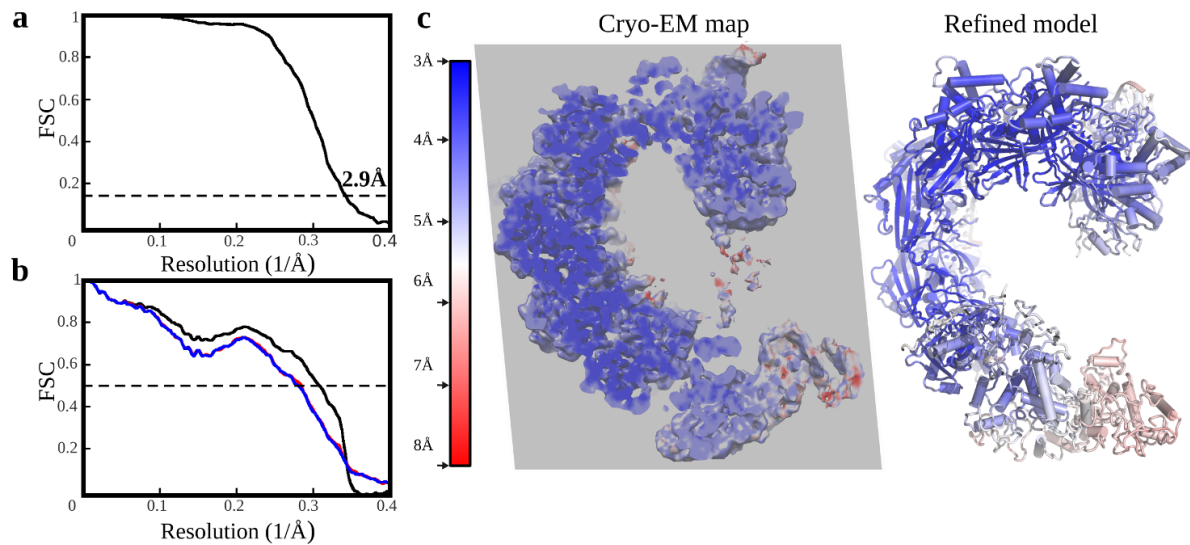 a
1
0.8
0.6
0.4
0.2
0
0.1
0.2
0.3
0.4
FSC
2.9Å
Resolution (1/Å)
b
1
0.8
0.6
0.4
0.2
0
0.1
0.2
0.3
0.4
FSC
Resolution (1/Å)
c
Cryo-EM map
Refined model
3Å
4Å
5Å
6Å
7Å
8Å